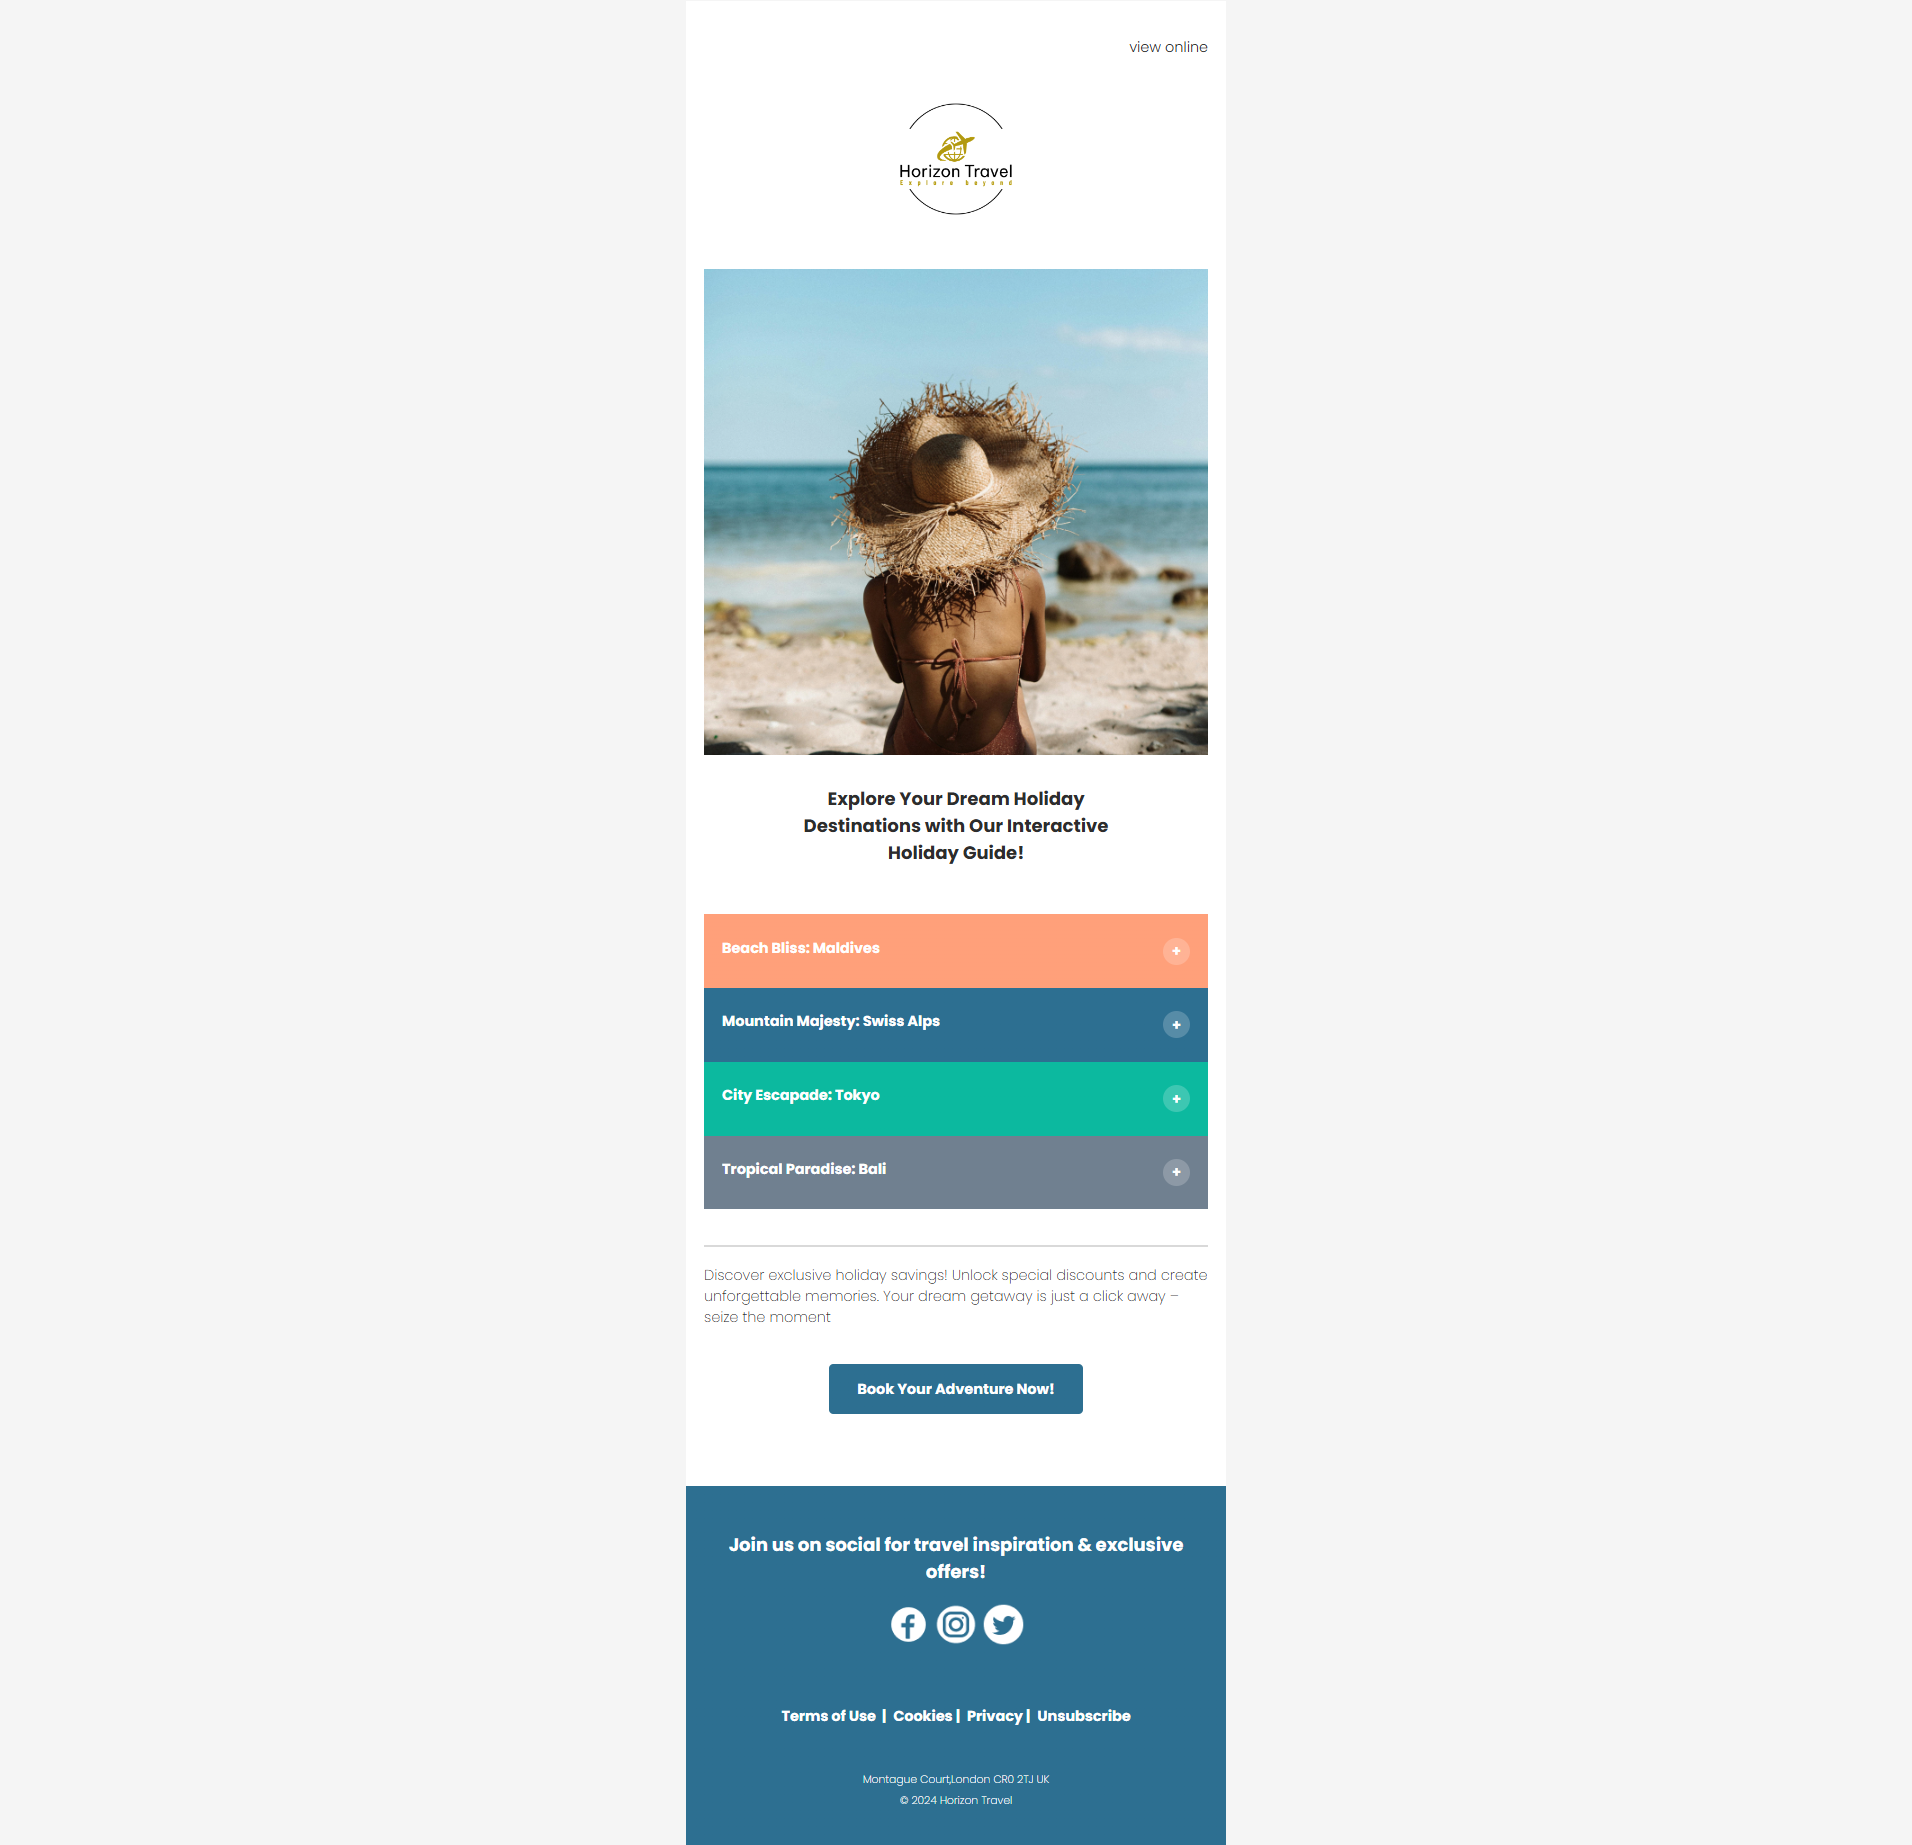 view online
Horizon Travel
Explore beyond
Explore Your Dream Holiday
Destinations with Our Interactive
Holiday Guide!
Beach Bliss: Maldives +
Mountain Majesty: Swiss Alps +
City Escapade: Tokyo +
Tropical Paradise: Bali +
Discover exclusive holiday savings! Unlock special discounts and create
unforgettable memories. Your dream getaway is just a click away –
seize the moment
Book Your Adventure Now!
Join us on social for travel inspiration & exclusive
offers!
Terms of Use | Cookies | Privacy | Unsubscribe
Montague Court,London CR0 2TJ UK
© 2024 Horizon Travel